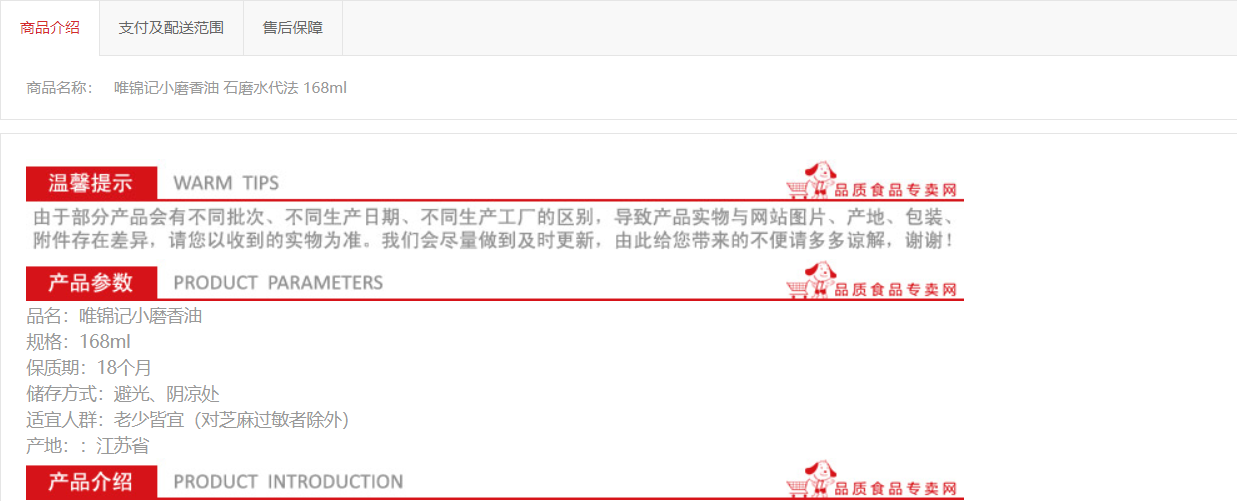 商品介绍 支付及配送范围 售后保障
商品名称： 唯锦记小磨香油 石磨水代法 168ml
温馨提示 WARM TIPS 品质食品专卖网
由于部分产品会有不同批次、不同生产日期、不同生产工厂的区别，导致产品实物与网站图片、产地、包装、
附件存在差异，请您以收到的实物为准。我们会尽量做到及时更新，由此给您带来的不便请多多谅解，谢谢！
产品参数 PRODUCT PARAMETERS 品质食品专卖网
品名：唯锦记小磨香油
规格：168ml
保质期：18个月
储存方式：避光、阴凉处
适宜人群：老少皆宜（对芝麻过敏者除外）
产地：：江苏省
产品介绍 PRODUCT INTRODUCTION 品质食品专卖网